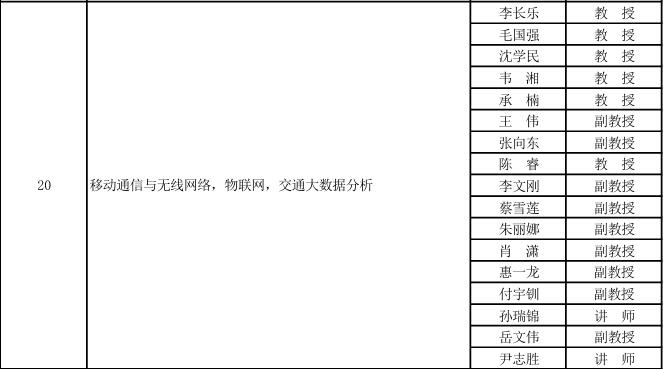 李长乐 教 授
毛国强 教 授
沈学民 教 授
韦 湘 教 授
承 楠 教 授
王 伟 副教授
张向东 副教授
陈 睿 教 授
20 移动通信与无线网络，物联网，交通大数据分析 李文刚 副教授
蔡雪莲 副教授
朱丽娜 副教授
肖 潇 副教授
惠一龙 副教授
付宇钏 副教授
孙瑞锦 讲 师
岳文伟 副教授
尹志胜 讲 师